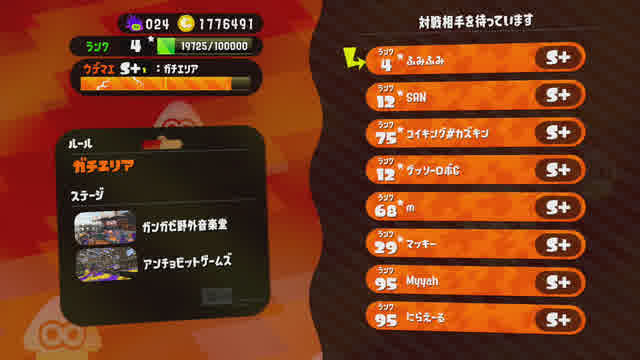 024 1776491
ランク 4★ 19725/100000
ウデマエ S+1 : ガチエリア
ルール
ガチエリア
ステージ
ガンガゼ野外音楽堂
アンチョビットゲームズ
対戦相手を待っています
ランク 4★ ふみふみ S+
ランク 12★ SAN S+
ランク 75★ コイキング#カズキン S+
ランク 12★ グッソーロボC S+
ランク 68★ m S+
ランク 29★ マッキー S+
ランク 95 Myyah S+
ランク 95 にらえーる S+